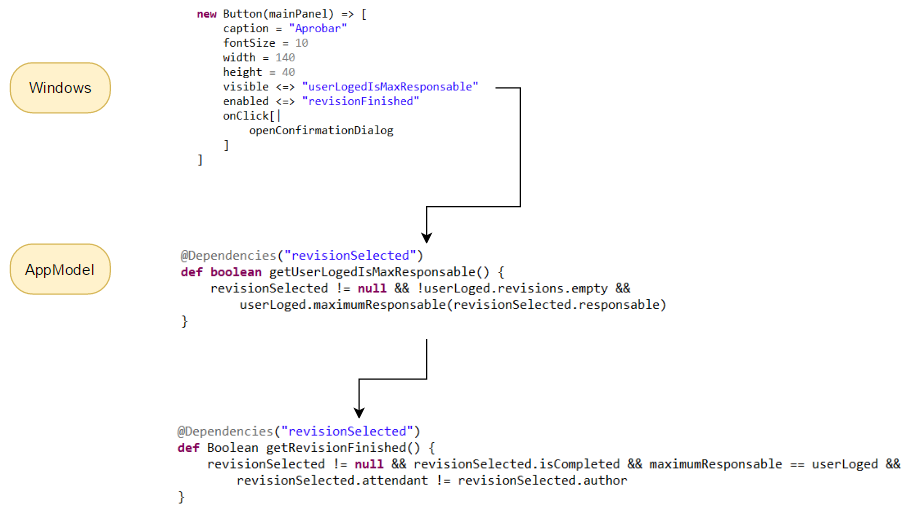 new Button(mainPanel) => [
caption = "Aprobar"
fontSize = 10
width = 140
height = 40
visible <=> "userLogedIsMaxResponsable"
enabled <=> "revisionFinished"
onClick[|
openConfirmationDialog
]
]
Windows
AppModel
@Dependencies("revisionSelected")
def boolean getUserLogedIsMaxResponsable() {
revisionSelected != null && !userLoged.revisions.empty &&
userLoged.maximumResponsable(revisionSelected.responsable)
}
@Dependencies("revisionSelected")
def Boolean getRevisionFinished() {
revisionSelected != null && revisionSelected.isCompleted && maximumResponsable == userLoged &&
revisionSelected.attendant != revisionSelected.author
}